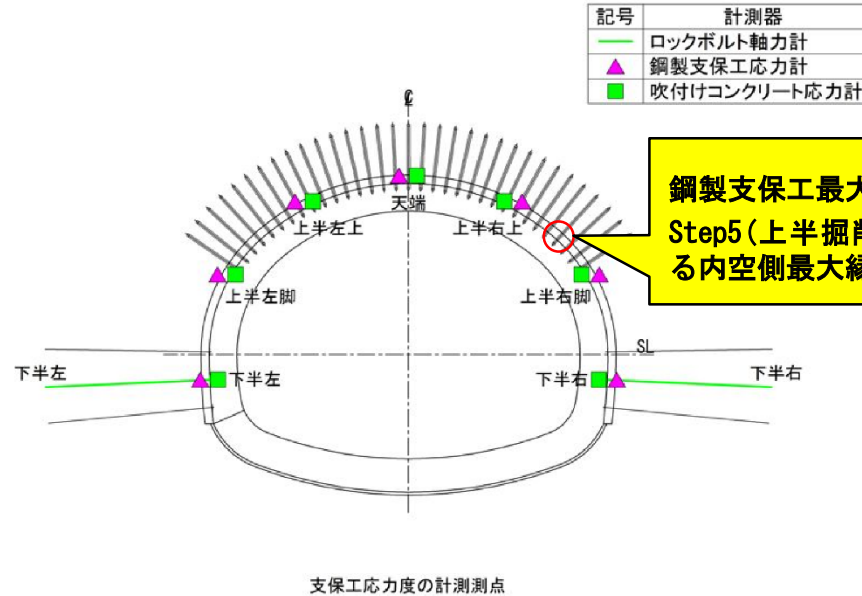 記号 計測器
ロックボルト軸力計
鋼製支保工応力計
吹付けコンクリート応力計
℄
鋼製支保工最大
Step5(上半掘削
る内空側最大縁
天端
上半左上 上半右上
上半左脚 上半右脚
SL
下半左 下半左 下半右 下半右
支保工応力度の計測測点